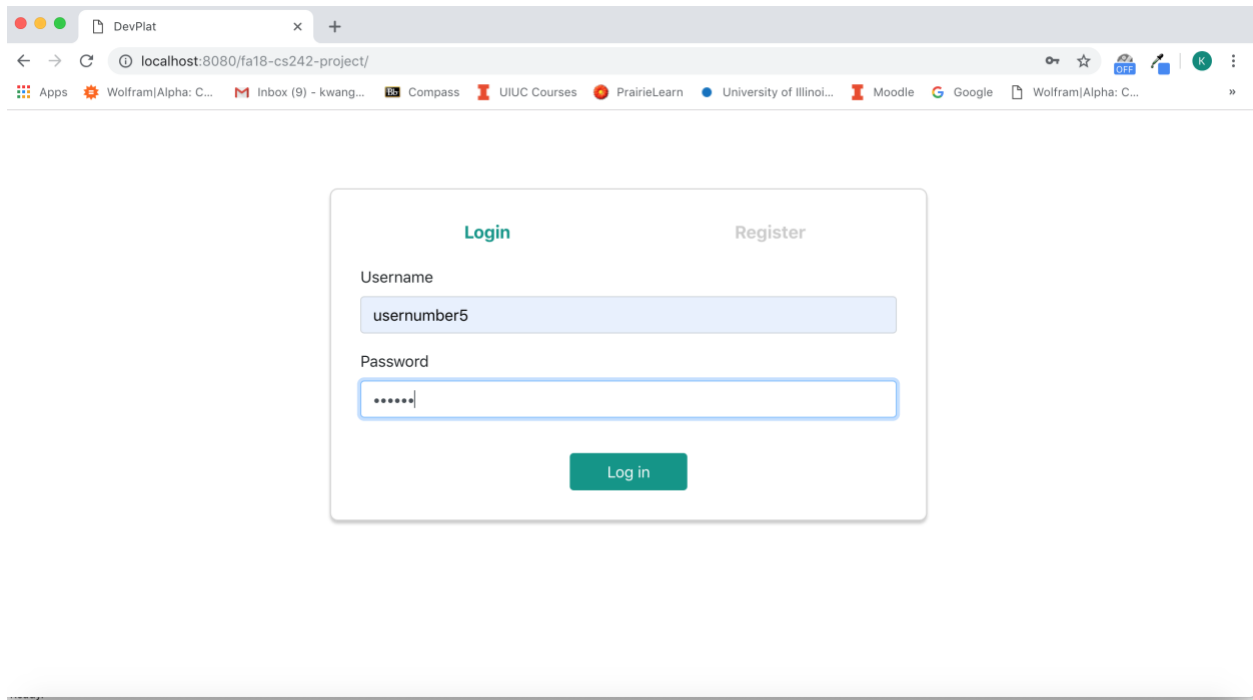 DevPlat
localhost:8080/fa18-cs242-project/
OFF
K
Apps Wolfram|Alpha: C... Inbox (9) - kwang... Bb Compass UIUC Courses PrairieLearn University of Illinoi... Moodle Google Wolfram|Alpha: C... »
Login Register
Username
usernumber5
Password
••••••
Log in